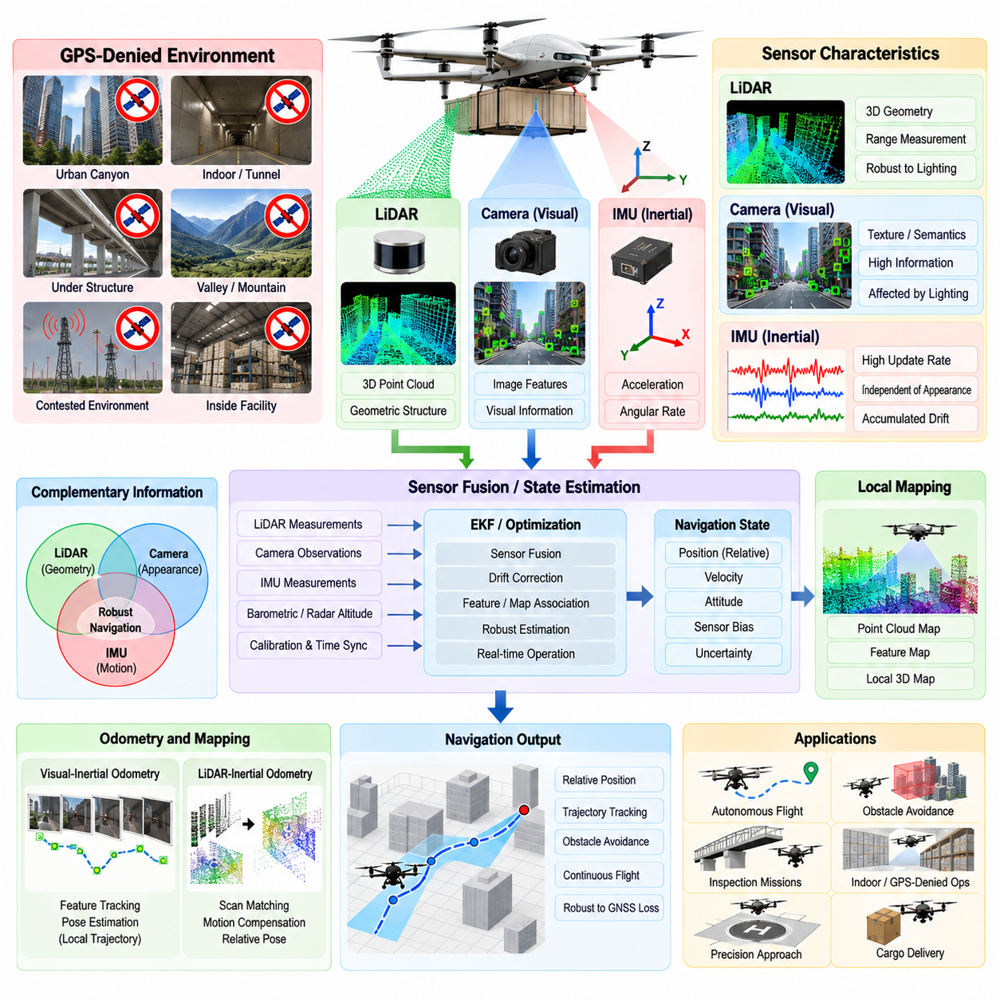 GPS-Denied Environment
Urban Canyon
Indoor / Tunnel
Under Structure
Valley / Mountain
Contested Environment
Inside Facility
Z
Y
LiDAR
3D Point Cloud
Geometric Structure
Camera (Visual)
Image Features
Visual Information
IMU (Inertial)
Z
X
Y
Acceleration
Angular Rate
Sensor Characteristics
LiDAR
3D Geometry
Range Measurement
Robust to Lighting
Camera (Visual)
Texture / Semantics
High Information
Affected by Lighting
IMU (Inertial)
High Update Rate
Independent of Appearance
Accumulated Drift
Complementary Information
LiDAR
(Geometry)
Camera
(Appearance)
Robust
Navigation
IMU
(Motion)
Sensor Fusion / State Estimation
LiDAR Measurements
Camera Observations
IMU Measurements
Barometric / Radar Altitude
Calibration & Time Sync
EKF / Optimization
Sensor Fusion
Drift Correction
Feature / Map Association
Robust Estimation
Real-time Operation
Navigation State
Position (Relative)
Velocity
Attitude
Sensor Bias
Uncertainty
Local Mapping
Point Cloud Map
Feature Map
Local 3D Map
Odometry and Mapping
Visual-Inertial Odometry
Feature Tracking
Pose Estimation
(Local Trajectory)
LiDAR-Inertial Odometry
Scan Matching
Motion Compensation
Relative Pose
Navigation Output
Relative Position
Trajectory Tracking
Obstacle Avoidance
Continuous Flight
Robust to GNSS Loss
Applications
Autonomous Flight
Obstacle Avoidance
Inspection Missions
Indoor / GPS-Denied Ops
H
Precision Approach
Cargo Delivery